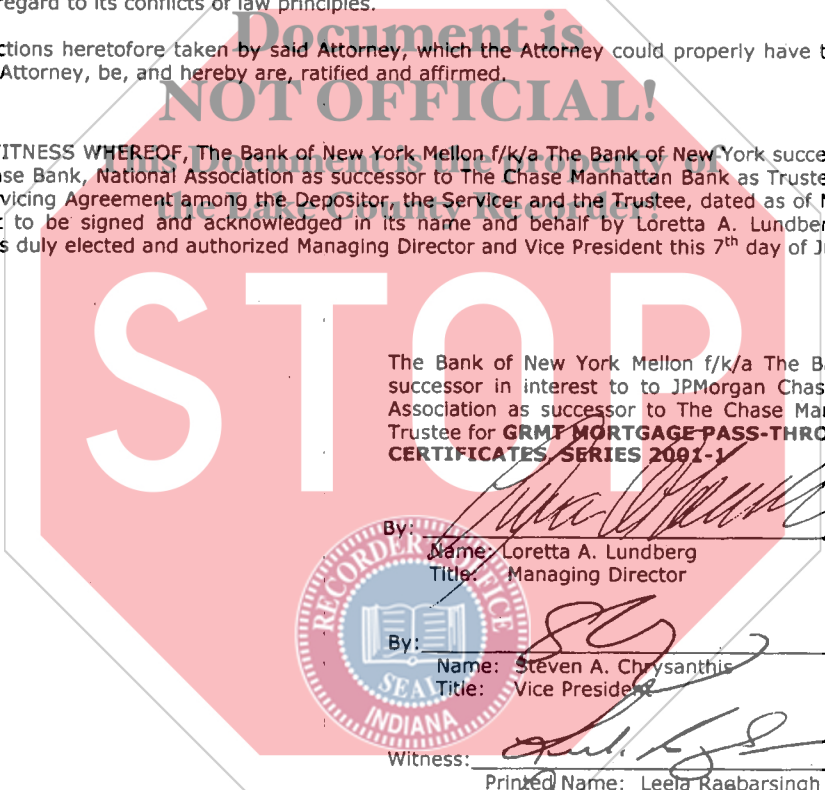 regard to its conflicts of law principles.
Document is
ctions heretofore taken by said Attorney, which the Attorney could properly have t
Attorney, be, and hereby are, ratified and affirmed.
NOT OFFICIAL!
ITNESS WHEREOF, The Bank of New York Mellon f/k/a The Bank of New York succe
This Document is the property of
se Bank, National Association as successor to The Chase Manhattan Bank as Truste
vicing Agreement among the Depositor, the Servicer and the Trustee, dated as of
the Lake County Recorder!
t to be signed and acknowledged in its name and behalf by Loretta A. Lundber
s duly elected and authorized Managing Director and Vice President this 7th day of Ju
STOP
The Bank of New York Mellon f/k/a The B
successor in interest to to JPMorgan Chas
Association as successor to The Chase Ma
Trustee for GRMT MORTGAGE PASS-THRO
CERTIFICATES, SERIES 2001-1
By:
Name: Loretta A. Lundberg
Title: Managing Director
RECORDER'S OFFICE
By:
Name: Steven A. Chrysanthis
Title: Vice President
SEAL
INDIANA
Witness:
Printed Name: Leela Ragbarsingh